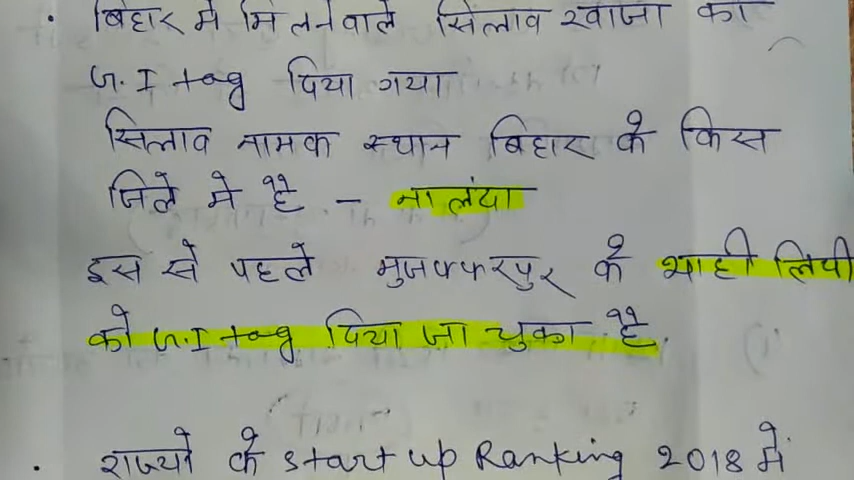 • बिहार मे मिलनेवाले सिलाव खाजा का
G.I tag दिया गया
सिलाव नामक स्थान बिहार के किस
जिले मे है - नालंदा
इस से पहले मुजफ्फरपुर के शाही लिची
को G.I tag दिया जा चुका है.
• राज्यो के Start up Ranking 2018 में